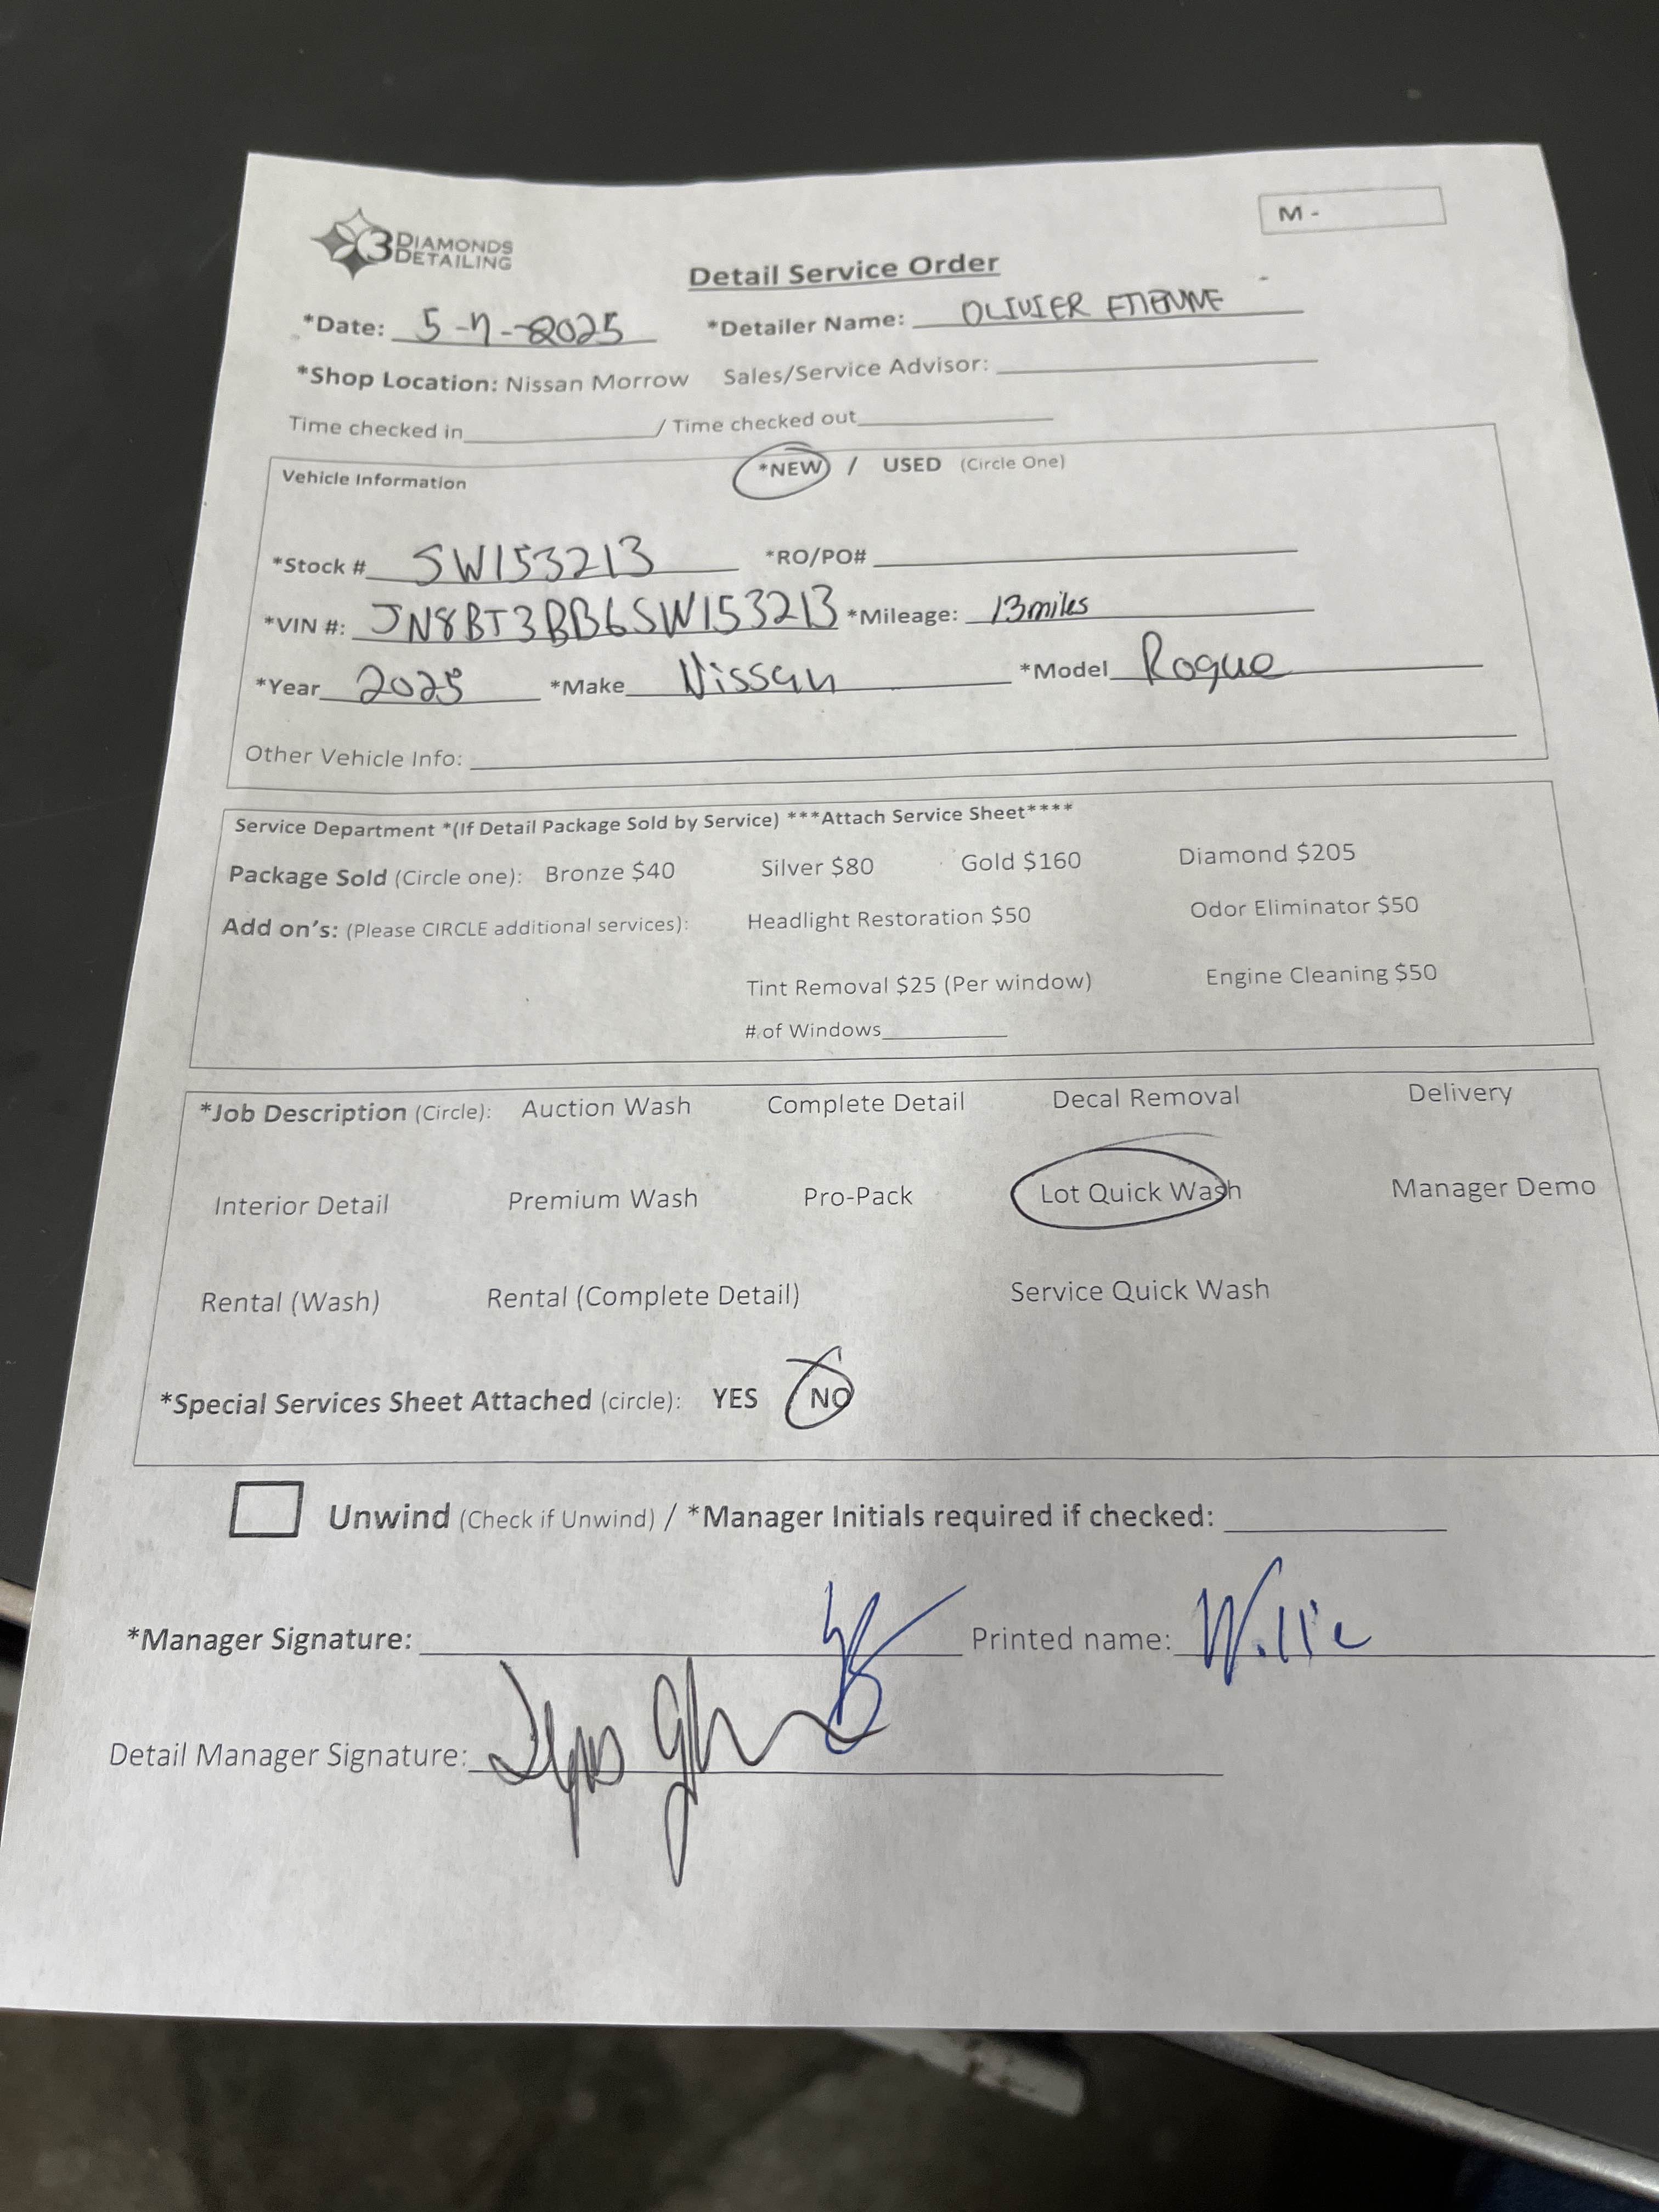 3 DIAMONDS DETAILING
M -
Detail Service Order
*Date: 5-7-2025 *Detailer Name: OLIVIER ETIENNE
*Shop Location: Nissan Morrow Sales/Service Advisor:
Time checked in / Time checked out
Vehicle Information *NEW / USED (Circle One)
*Stock # SW153213 *RO/PO#
*VIN #: JN8BT3BB6SW153213 *Mileage: 13miles
*Year 2025 *Make Nissan *Model Rogue
Other Vehicle Info:
Service Department *(If Detail Package Sold by Service) ***Attach Service Sheet****
Package Sold (Circle one): Bronze $40 Silver $80 Gold $160 Diamond $205
Add on's: (Please CIRCLE additional services): Headlight Restoration $50 Odor Eliminator $50
Tint Removal $25 (Per window) Engine Cleaning $50
# of Windows
*Job Description (Circle): Auction Wash Complete Detail Decal Removal Delivery
Interior Detail Premium Wash Pro-Pack Lot Quick Wash Manager Demo
Rental (Wash) Rental (Complete Detail) Service Quick Wash
*Special Services Sheet Attached (circle): YES NO
Unwind (Check if Unwind) / *Manager Initials required if checked:
*Manager Signature: Printed name: Willie
Detail Manager Signature: